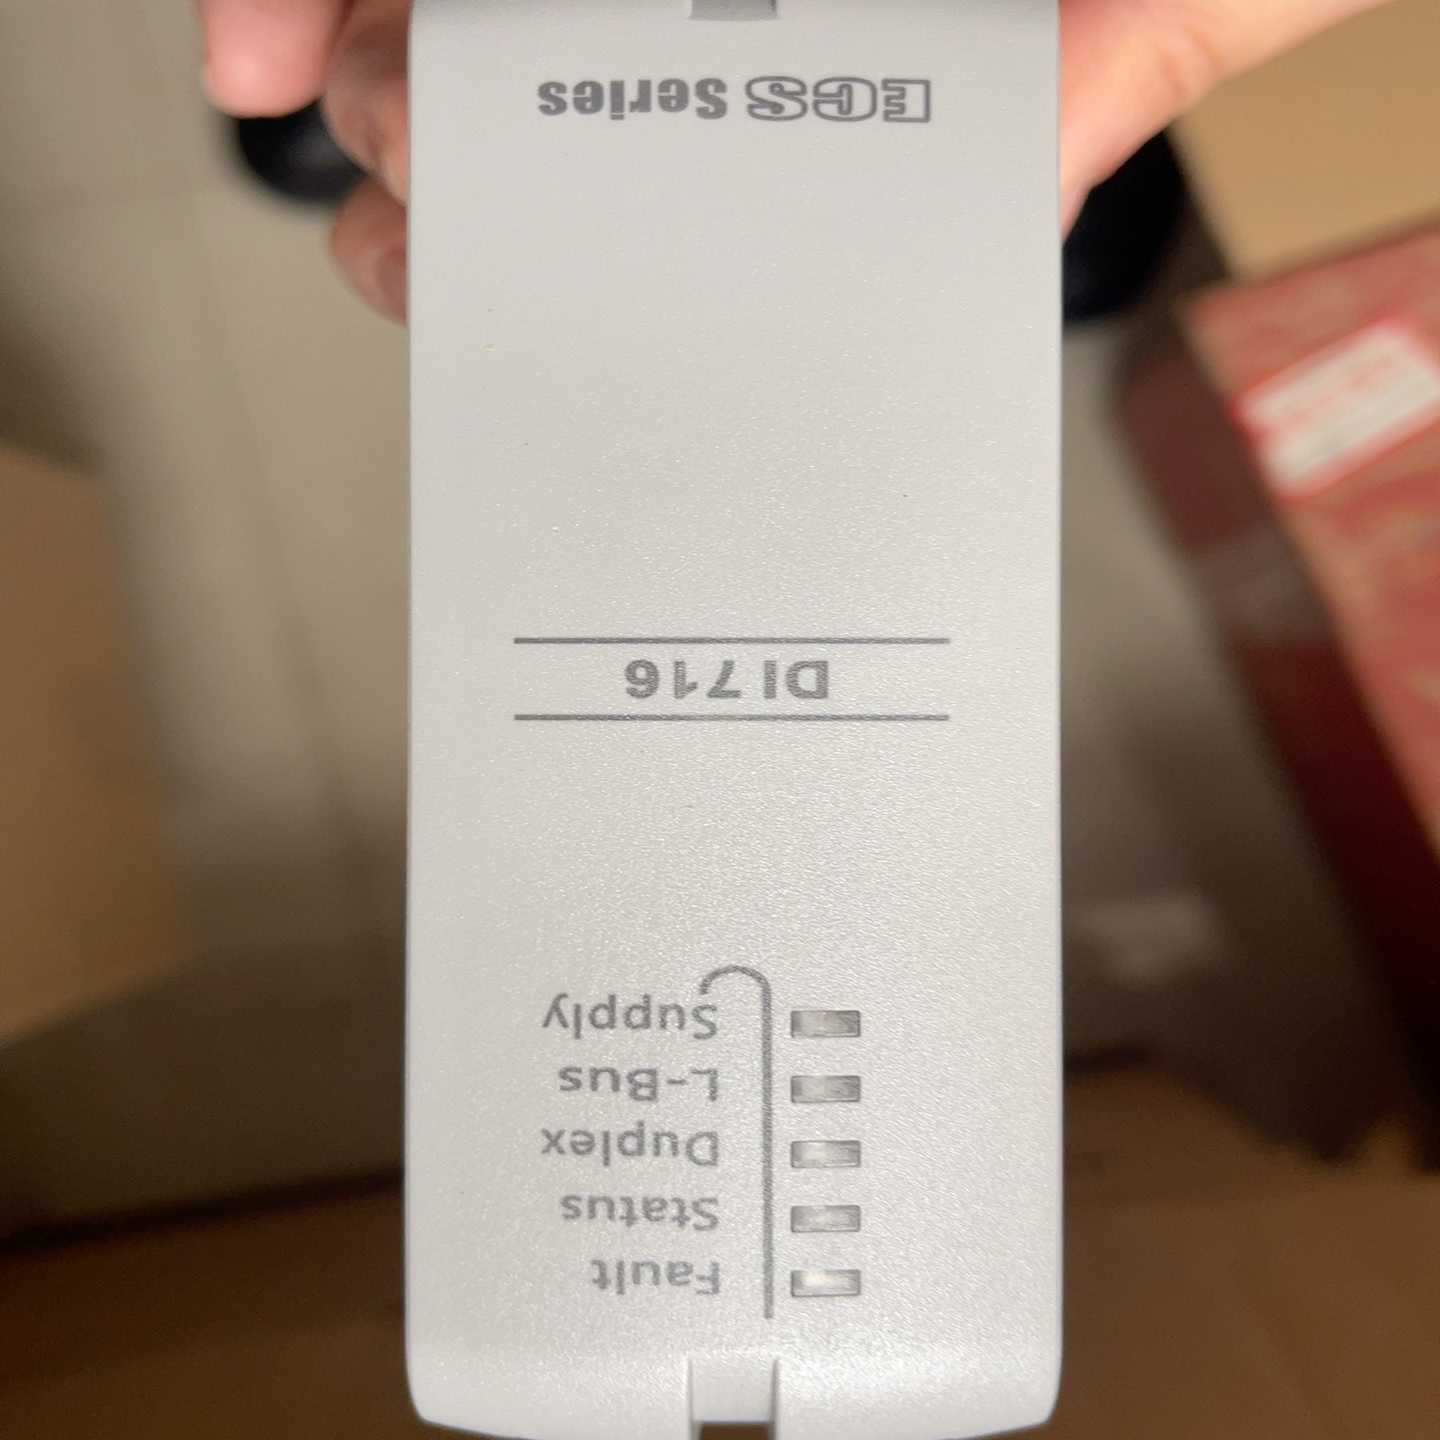 Fault
Status
Duplex
L-Bus
Supply
DI 716
ECS Series